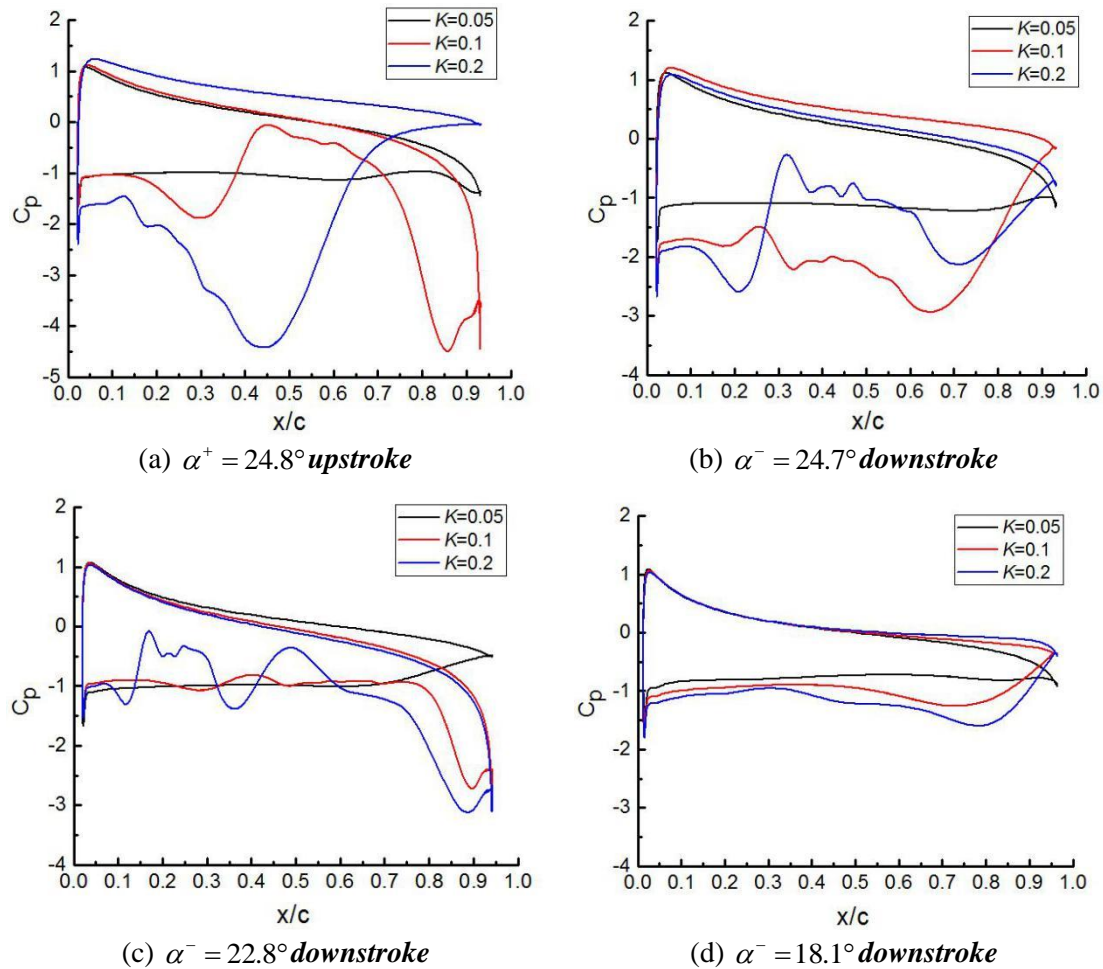 K=0.05
K=0.1
K=0.2
2
1
0
-1
-2
-3
-4
-5
Cp
0.0 0.1 0.2 0.3 0.4 0.5 0.6 0.7 0.8 0.9 1.0
x/c
(a) α⁺ = 24.8° upstroke
K=0.05
K=0.1
K=0.2
2
1
0
-1
-2
-3
-4
Cp
0.0 0.1 0.2 0.3 0.4 0.5 0.6 0.7 0.8 0.9 1.0
x/c
(b) α⁻ = 24.7° downstroke
K=0.05
K=0.1
K=0.2
2
1
0
-1
-2
-3
-4
Cp
0.0 0.1 0.2 0.3 0.4 0.5 0.6 0.7 0.8 0.9 1.0
x/c
(c) α⁻ = 22.8° downstroke
K=0.05
K=0.1
K=0.2
2
1
0
-1
-2
-3
-4
Cp
0.0 0.1 0.2 0.3 0.4 0.5 0.6 0.7 0.8 0.9 1.0
x/c
(d) α⁻ = 18.1° downstroke